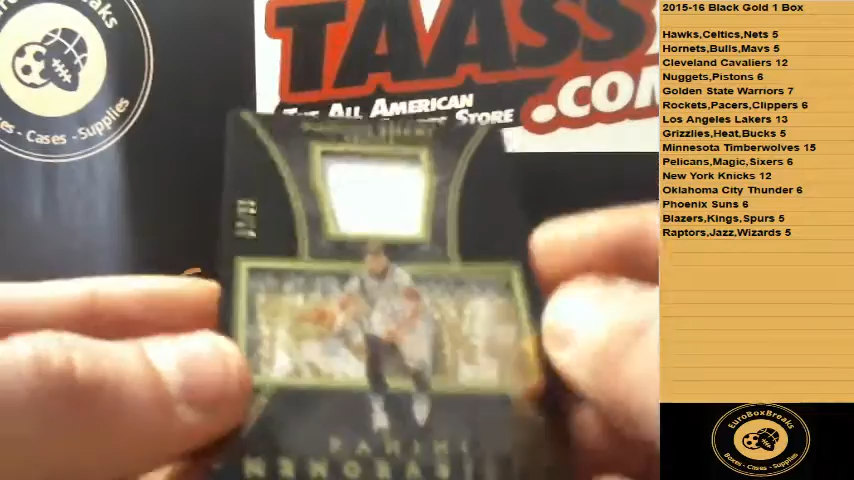 EuroBoxBreaks
Boxes - Cases - Supplies
TAASS
.COM
THE ALL AMERICAN
STORE
PANINI
2015-16 Black Gold 1 Box
Hawks,Celtics,Nets 5
Hornets,Bulls,Mavs 5
Cleveland Cavaliers 12
Nuggets,Pistons 6
Golden State Warriors 7
Rockets,Pacers,Clippers 6
Los Angeles Lakers 13
Grizzlies,Heat,Bucks 5
Minnesota Timberwolves 15
Pelicans,Magic,Sixers 6
New York Knicks 12
Oklahoma City Thunder 6
Phoenix Suns 6
Blazers,Kings,Spurs 5
Raptors,Jazz,Wizards 5
EuroBoxBreaks
Boxes - Cases - Supplies